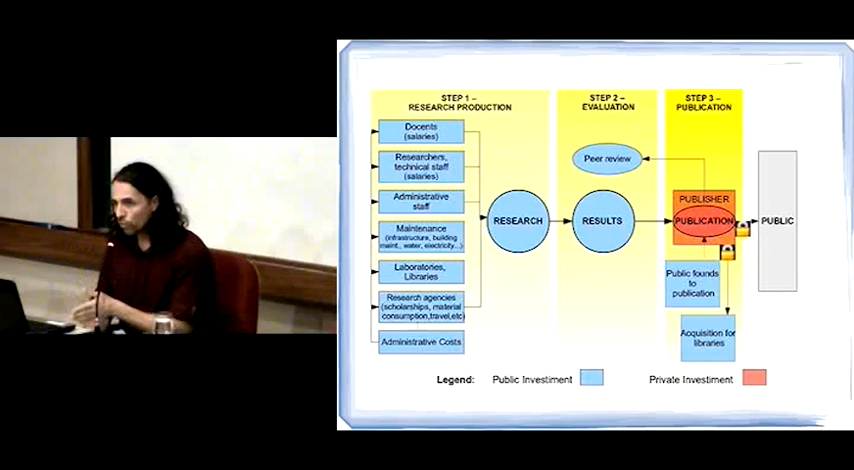 STEP 1 –
RESEARCH PRODUCTION
Docents
(salaries)
Researchers,
technical staff
(salaries)
Administrative
staff
Maintenance
(infrastructure, building
maint., water, electricity...)
Laboratories,
Libraries
Research agencies
(scholarships, material
consumption,travel,etc)
Administrative Costs
RESEARCH
STEP 2 –
EVALUATION
Peer review
RESULTS
STEP 3 –
PUBLICATION
PUBLISHER
PUBLICATION
Public founds
to
publication
Acquisition for
libraries
PUBLIC
Legend:
Public Investiment
Private Investiment